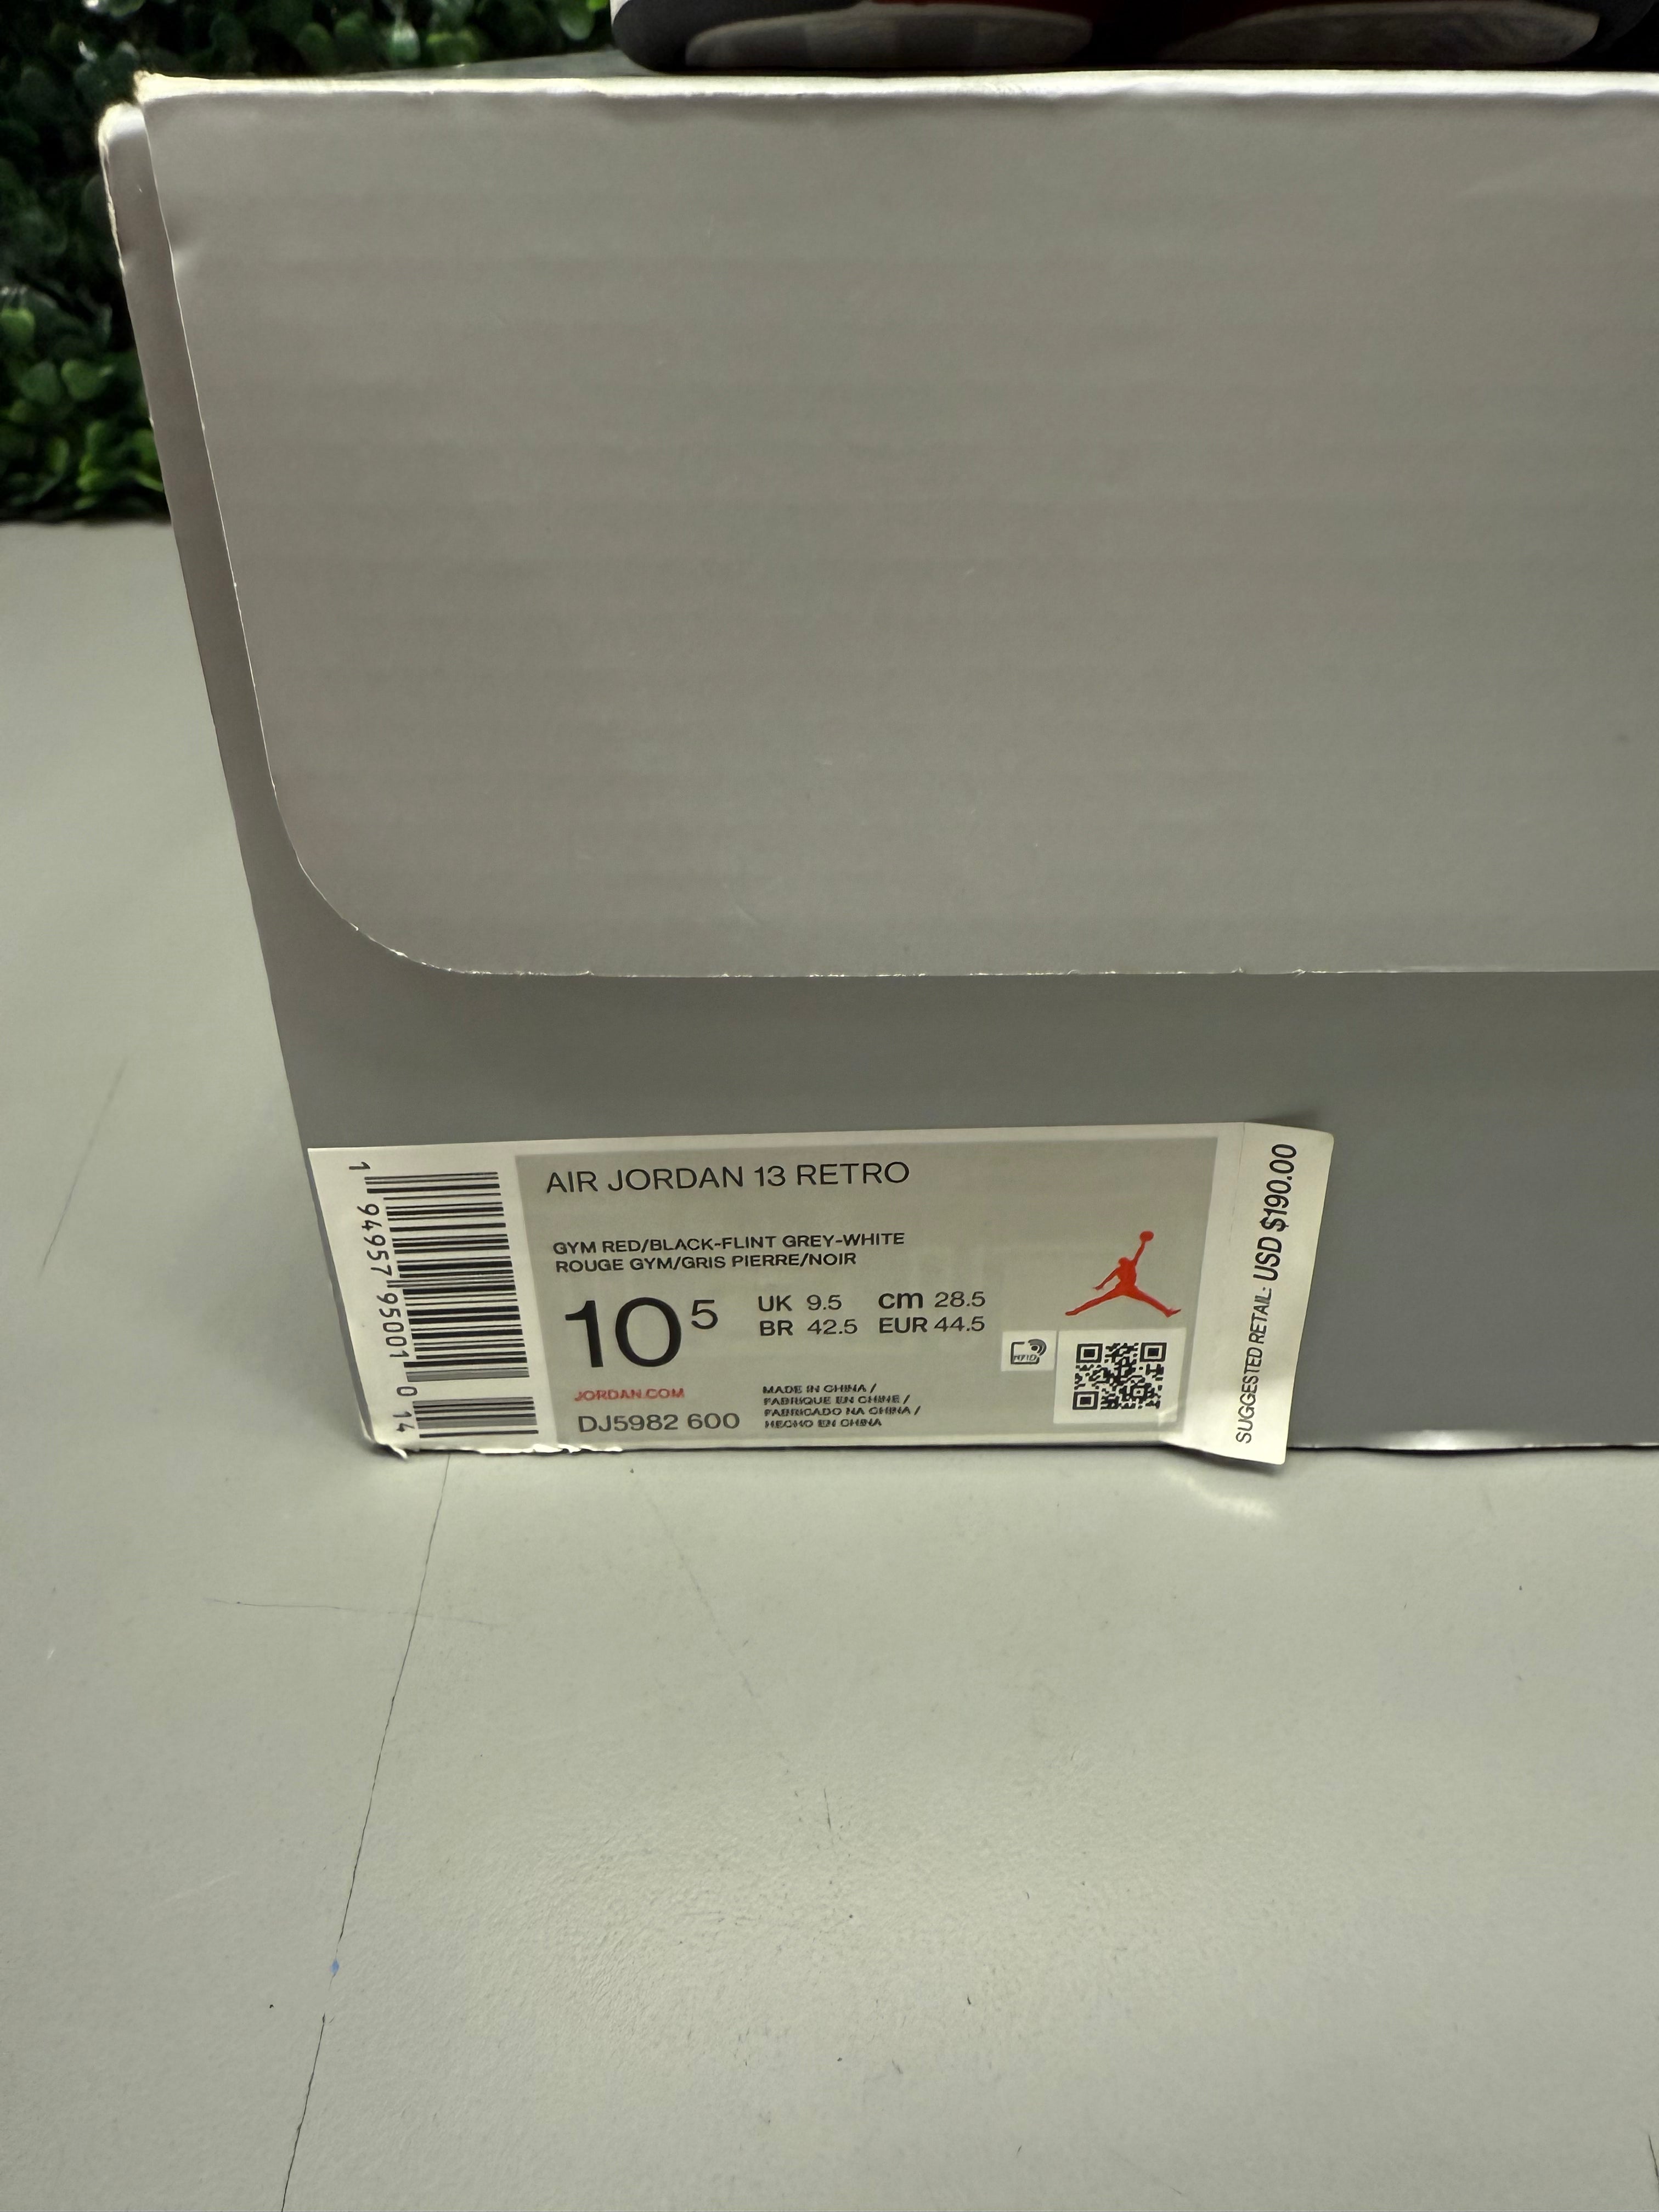 AIR JORDAN 13 RETRO
GYM RED/BLACK-FLINT GREY-WHITE
ROUGE GYM/GRIS PIERRE/NOIR
10 5
UK 9.5 cm 28.5
BR 42.5 EUR 44.5
RFID
JORDAN.COM
DJ5982 600
MADE IN CHINA /
FABRIQUE EN CHINE /
FABRICADO NA CHINA /
HECHO EN CHINA
1 94957 95001 0 14
SUGGESTED RETAIL: USD $190.00